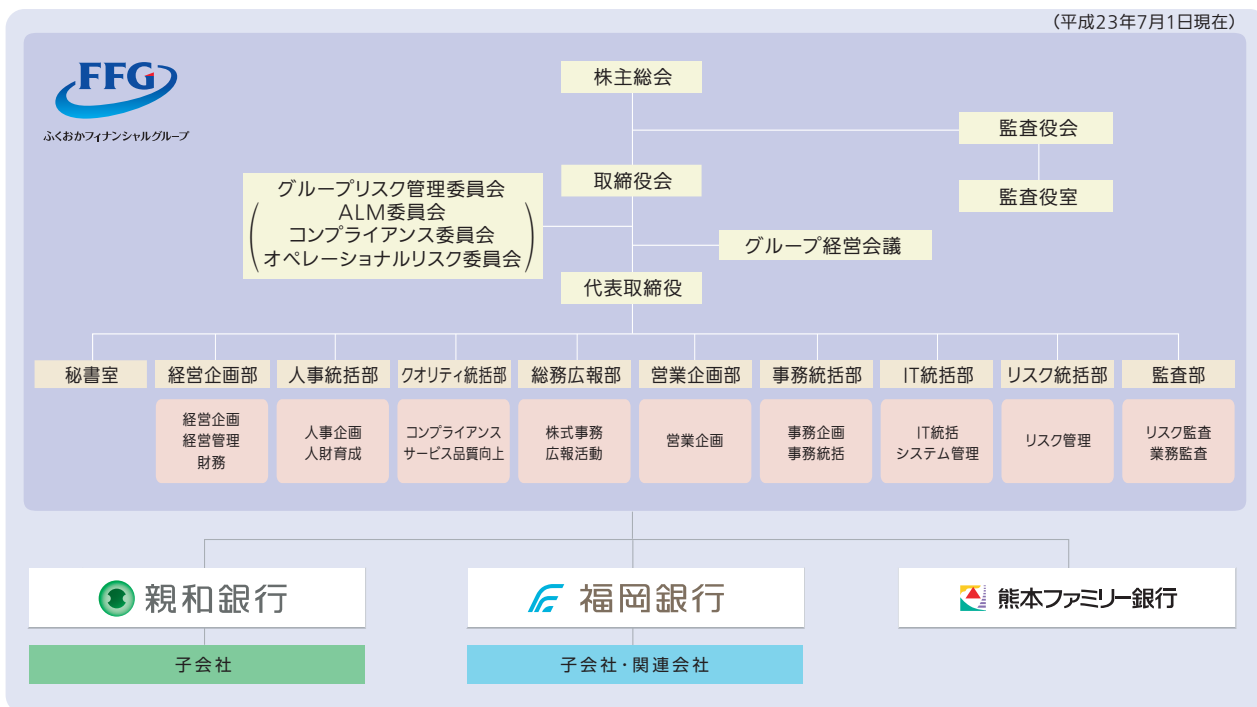 (平成23年7月1日現在)
FFG
ふくおかフィナンシャルグループ
株主総会
監査役会
監査役室
取締役会
グループリスク管理委員会
ALM委員会
コンプライアンス委員会
オペレーショナルリスク委員会
グループ経営会議
代表取締役
秘書室
経営企画部
人事統括部
クオリティ統括部
総務広報部
営業企画部
事務統括部
IT統括部
リスク統括部
監査部
経営企画
経営管理
財務
人事企画
人財育成
コンプライアンス
サービス品質向上
株式事務
広報活動
営業企画
事務企画
事務統括
IT統括
システム管理
リスク管理
リスク監査
業務監査
親和銀行
福岡銀行
熊本ファミリー銀行
子会社
子会社・関連会社